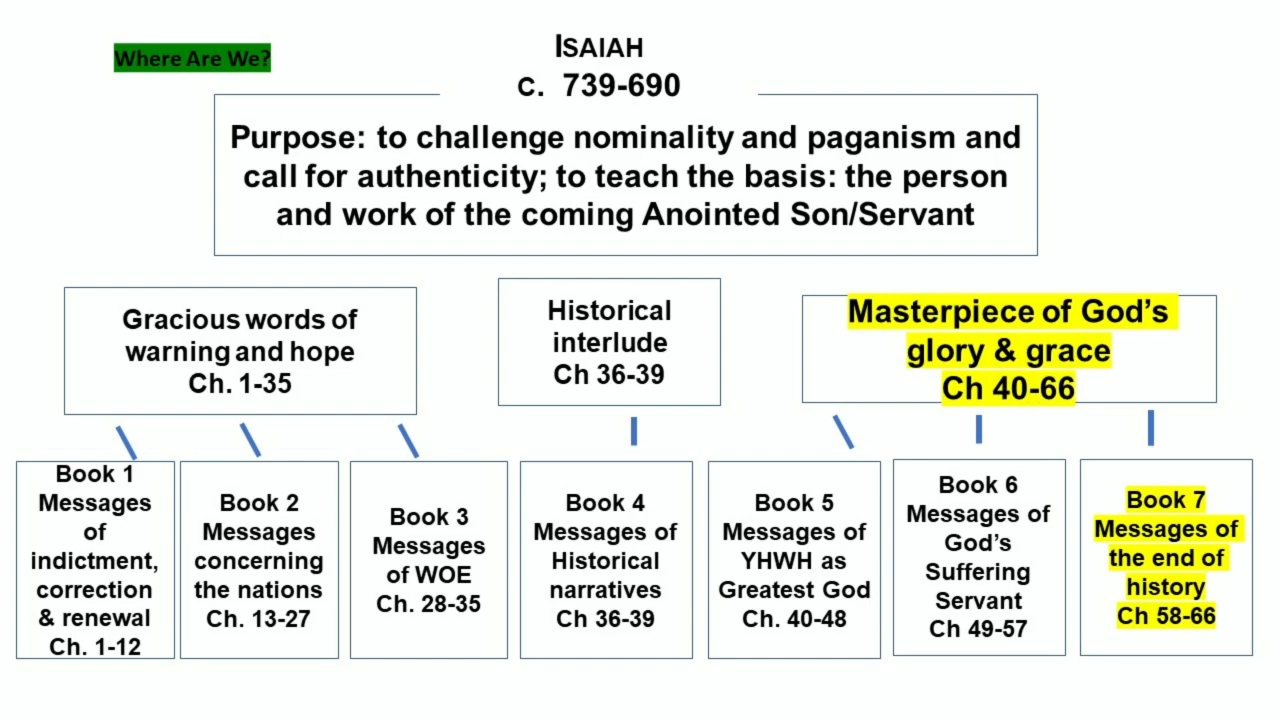 Where Are We?
ISAIAH
C. 739-690
Purpose: to challenge nominality and paganism and
call for authenticity; to teach the basis: the person
and work of the coming Anointed Son/Servant
Gracious words of
warning and hope
Ch. 1-35
Historical
interlude
Ch 36-39
Masterpiece of God's
glory & grace
Ch 40-66
Book 1
Messages
of
indictment,
correction
& renewal
Ch. 1-12
Book 2
Messages
concerning
the nations
Ch. 13-27
Book 3
Messages
of WOE
Ch. 28-35
Book 4
Messages of
Historical
narratives
Ch 36-39
Book 5
Messages of
YHWH as
Greatest God
Ch. 40-48
Book 6
Messages of
God's
Suffering
Servant
Ch 49-57
Book 7
Messages of
the end of
history
Ch 58-66